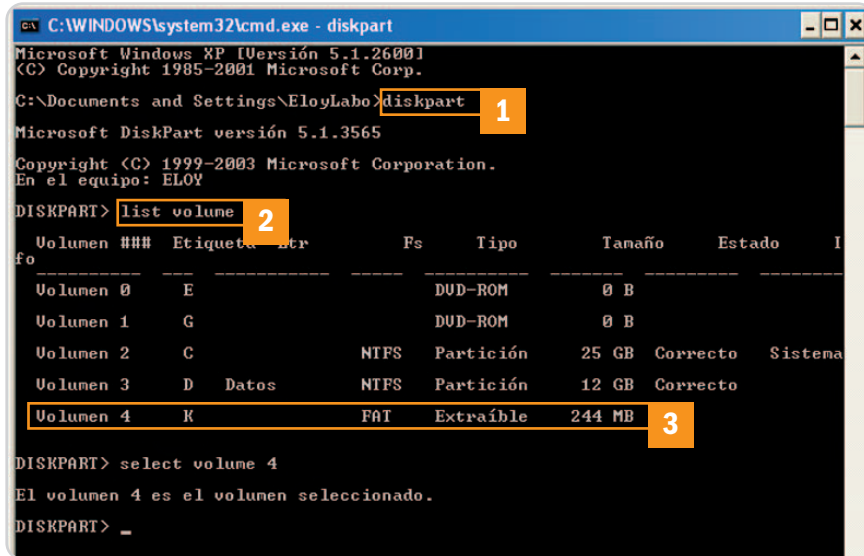 C:\WINDOWS\system32\cmd.exe - diskpart
Microsoft Windows XP [Versión 5.1.2600]
(C) Copyright 1985-2001 Microsoft Corp.
C:\Documents and Settings\EloyLabo>diskpart
1
Microsoft DiskPart versión 5.1.3565
Copyright (C) 1999-2003 Microsoft Corporation.
En el equipo: ELOY
DISKPART> list volume
2
Volumen ### Etiqueta Ltr Fs Tipo Tamaño Estado I
fo
Volumen 0 E DVD-ROM 0 B
Volumen 1 G DVD-ROM 0 B
Volumen 2 C NTFS Partición 25 GB Correcto Sistema
Volumen 3 D Datos NTFS Partición 12 GB Correcto
Volumen 4 K FAT Extraíble 244 MB
3
DISKPART> select volume 4
El volumen 4 es el volumen seleccionado.
DISKPART> _